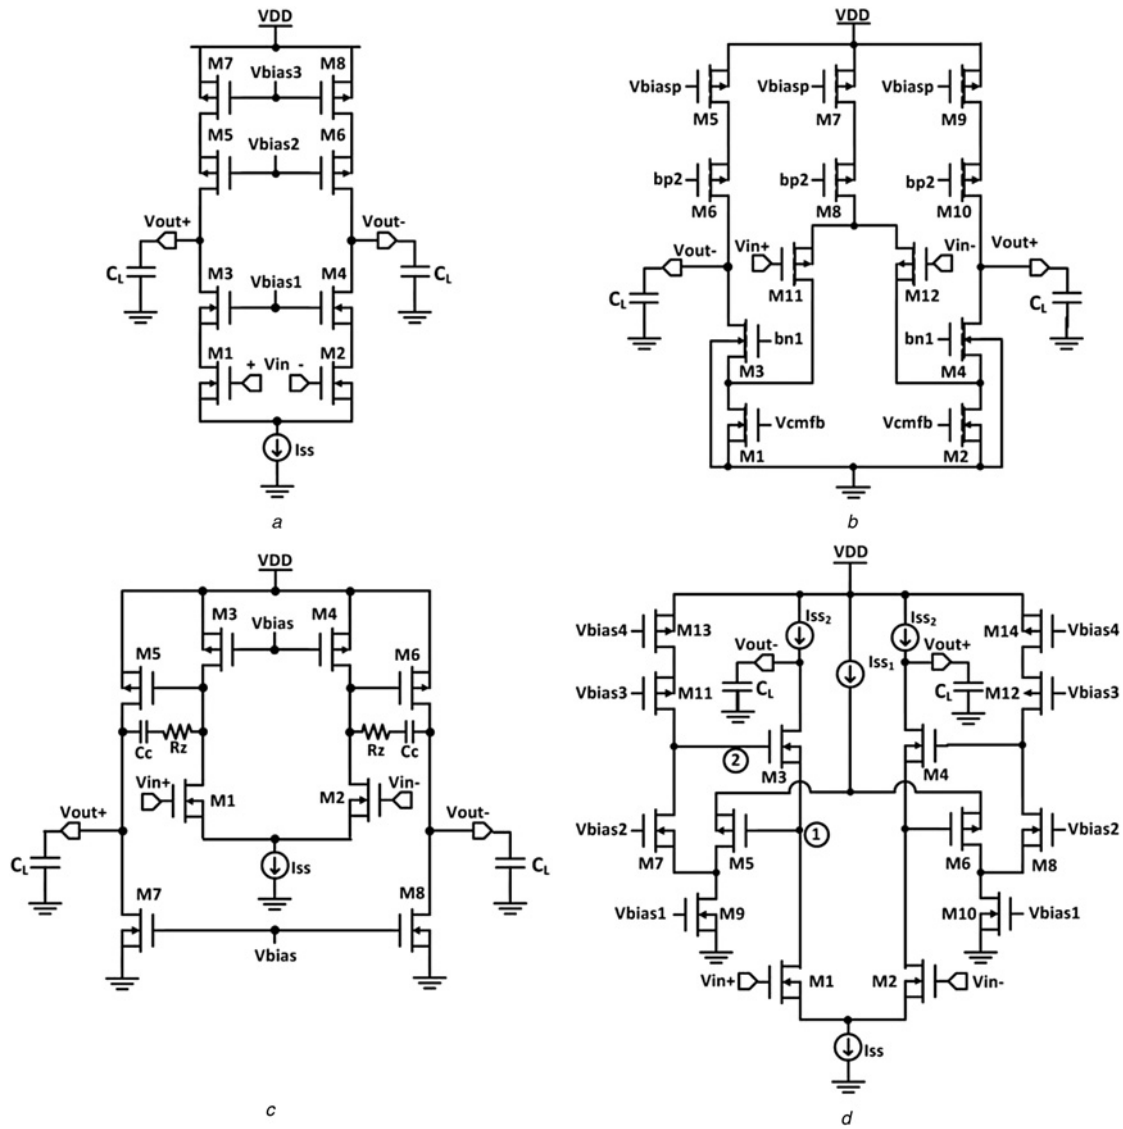 VDD
M7
Vbias3
M8
M5
Vbias2
M6
Vout+
Vout-
CL
CL
M3
Vbias1
M4
M1
+ Vin -
M2
Iss
a
VDD
Vbiasp
M5
Vbiasp
M7
Vbiasp
M9
bp2
M6
bp2
M8
bp2
M10
Vout-
Vin+
Vin-
Vout+
M11
M12
CL
CL
bn1
M3
bn1
M4
Vcmfb
M1
Vcmfb
M2
b
VDD
M3
Vbias
M4
M5
M6
Cc
Rz
Rz
Cc
Vin+
M1
M2
Vin-
Vout+
Vout-
CL
Iss
CL
M7
M8
Vbias
c
VDD
Iss2
Iss2
Vbias4
M13
Vout-
Vout+
M14
Vbias4
Iss1
Vbias3
M11
CL
CL
M12
Vbias3
2
M3
M4
Vbias2
M7
M5
1
M6
M8
Vbias2
Vbias1
M9
M10
Vbias1
Vin+
M1
M2
Vin-
Iss
d